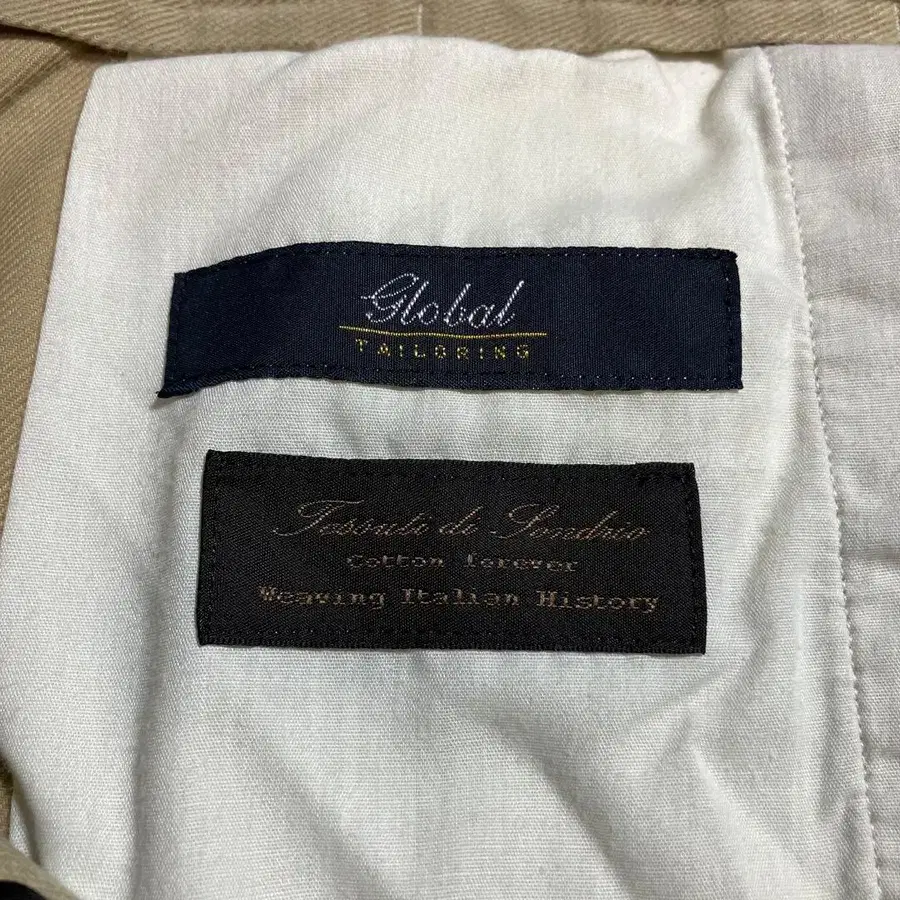 Global
TAILORING
Tessuti di Sondrio
Cotton forever
Weaving Italian History